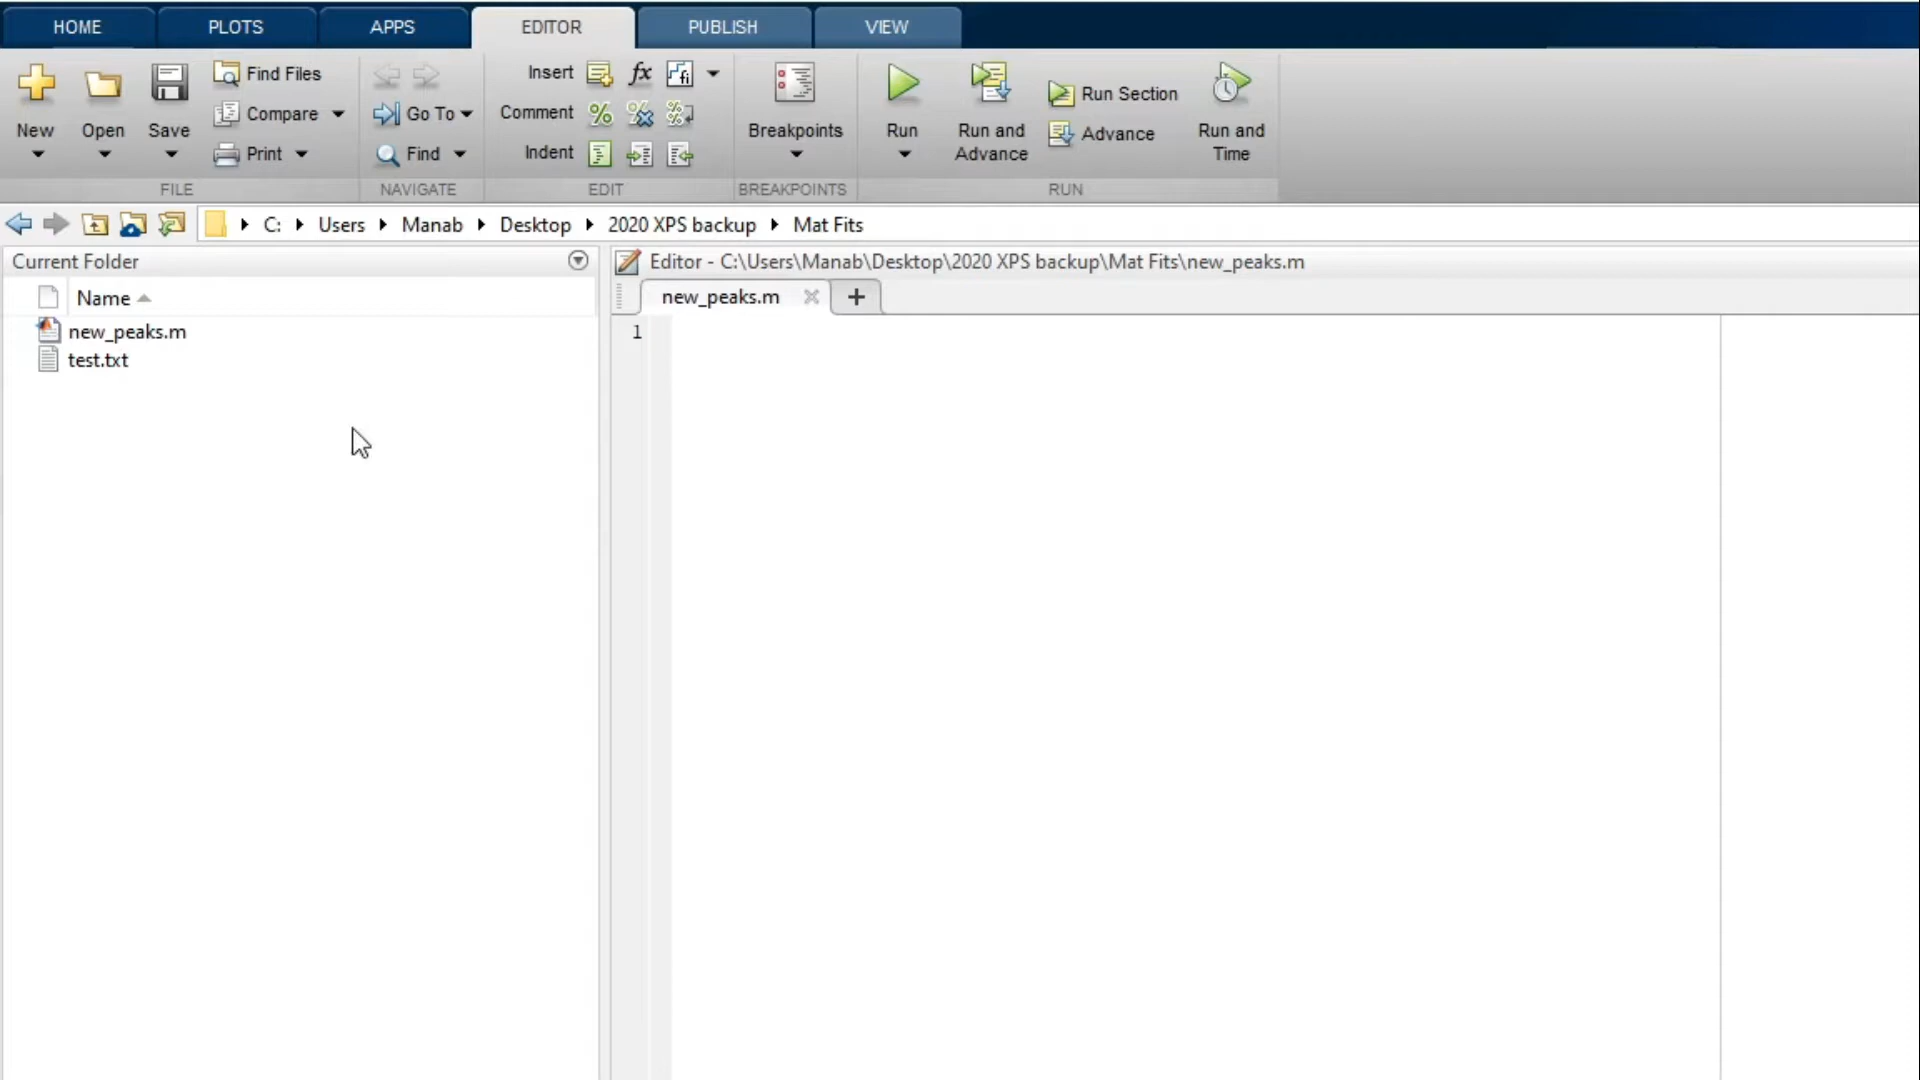 HOME PLOTS APPS EDITOR PUBLISH VIEW
New
Open
Save
Find Files
Compare
Print
FILE
Go To
Find
NAVIGATE
Insert fx fi
Comment % % %
Indent
EDIT
Breakpoints
BREAKPOINTS
Run
Run and
Advance
Run Section
Advance
Run and
Time
RUN
C: Users Manab Desktop 2020 XPS backup Mat Fits
Current Folder
Name
new_peaks.m
test.txt
Editor - C:\Users\Manab\Desktop\2020 XPS backup\Mat Fits\new_peaks.m
new_peaks.m
1